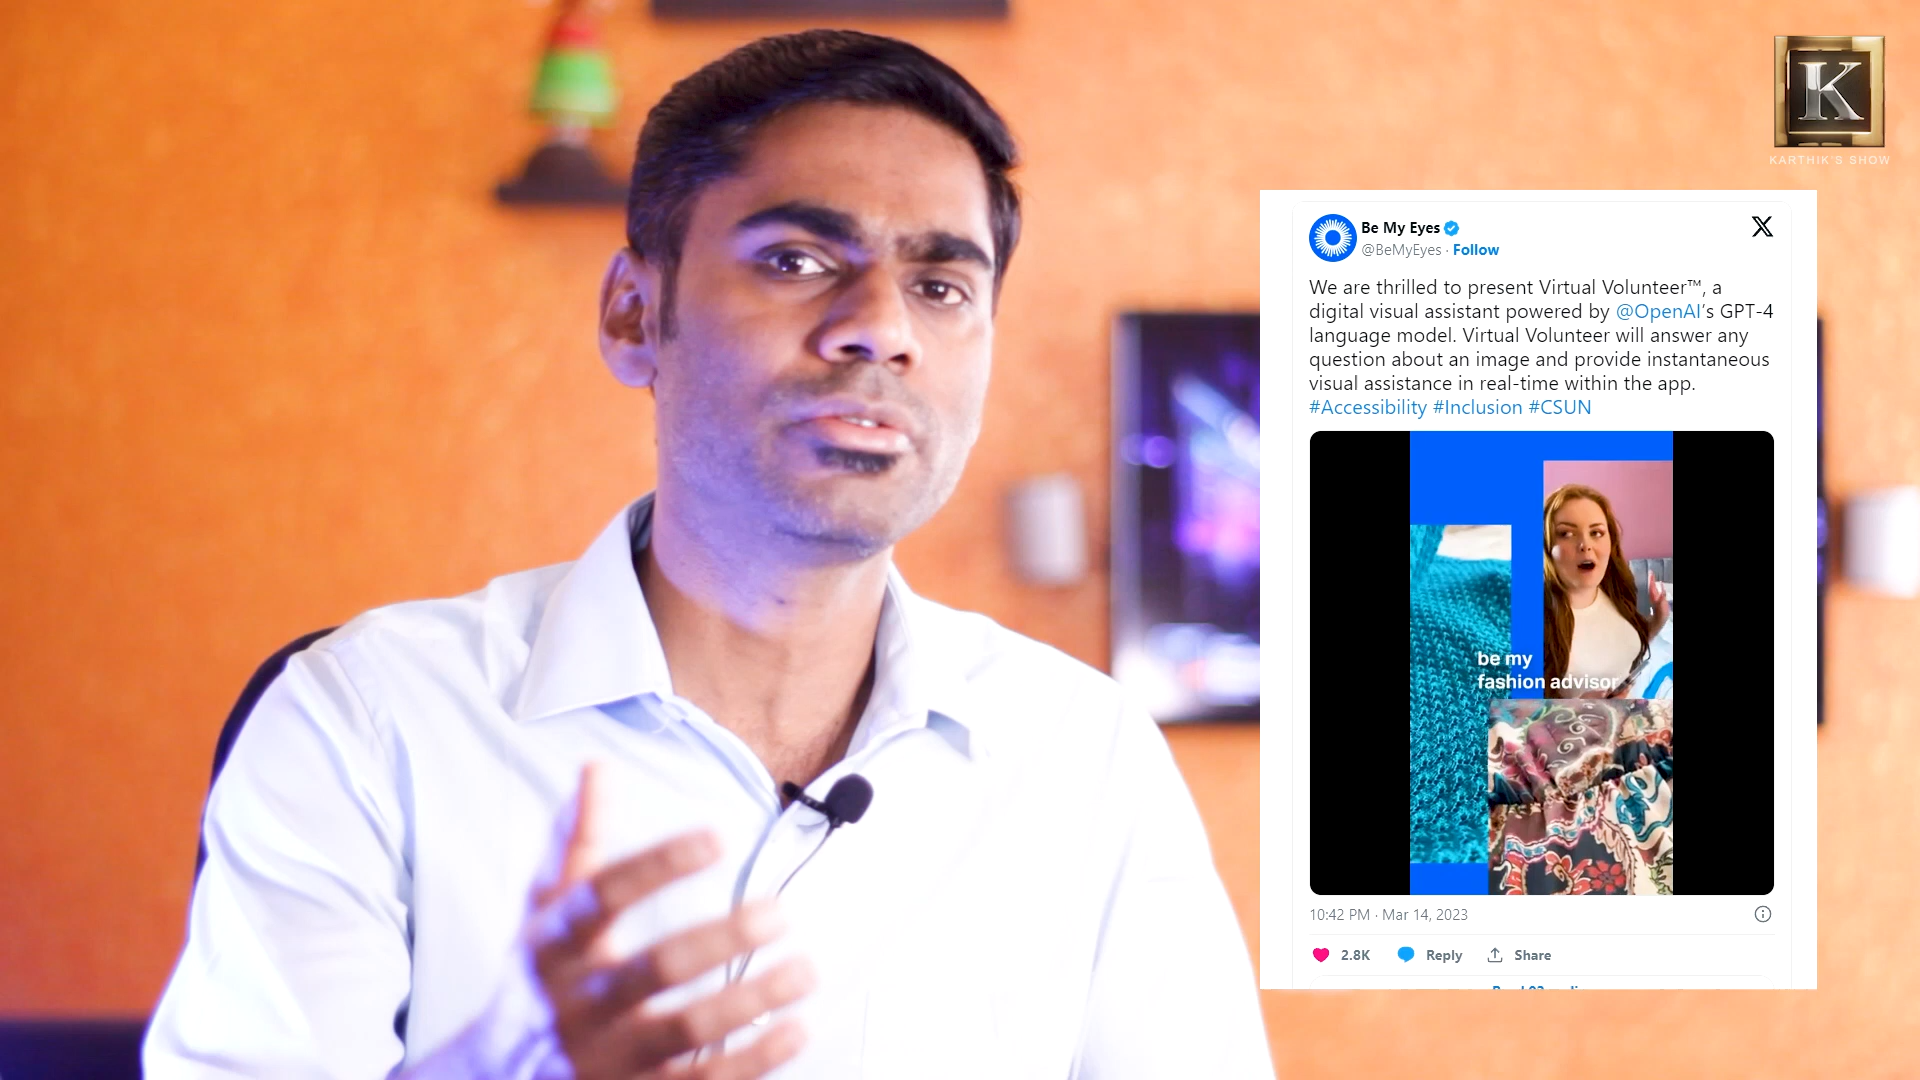 K
KARTHIK'S SHOW
Be My Eyes
@BeMyEyes · Follow
We are thrilled to present Virtual Volunteer™, a
digital visual assistant powered by @OpenAI's GPT-4
language model. Virtual Volunteer will answer any
question about an image and provide instantaneous
visual assistance in real-time within the app.
#Accessibility #Inclusion #CSUN
be my
fashion advisor
10:42 PM · Mar 14, 2023
2.8K Reply Share